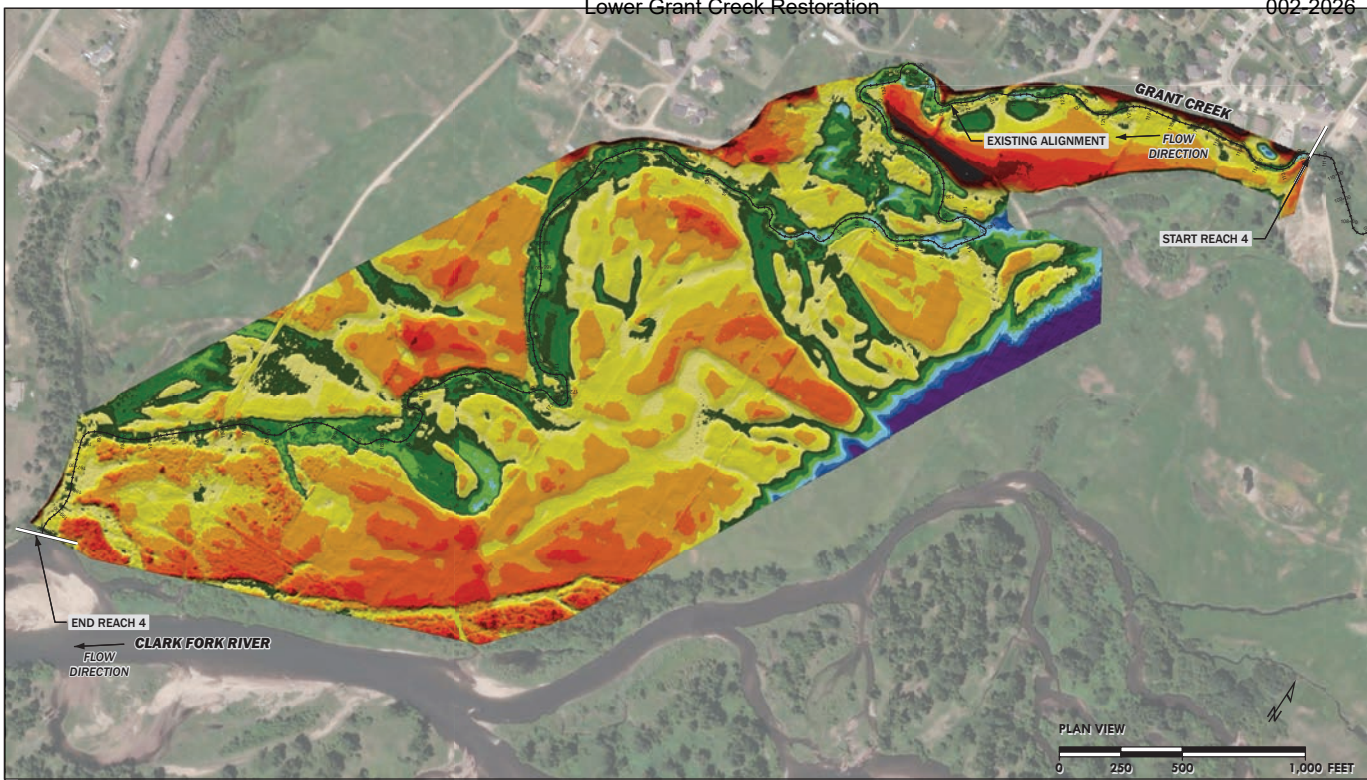 Lower Grant Creek Restoration
002-2026
GRANT CREEK
EXISTING ALIGNMENT
FLOW
DIRECTION
START REACH 4
END REACH 4
CLARK FORK RIVER
FLOW
DIRECTION
N
PLAN VIEW
0 250 500 1,000 FEET